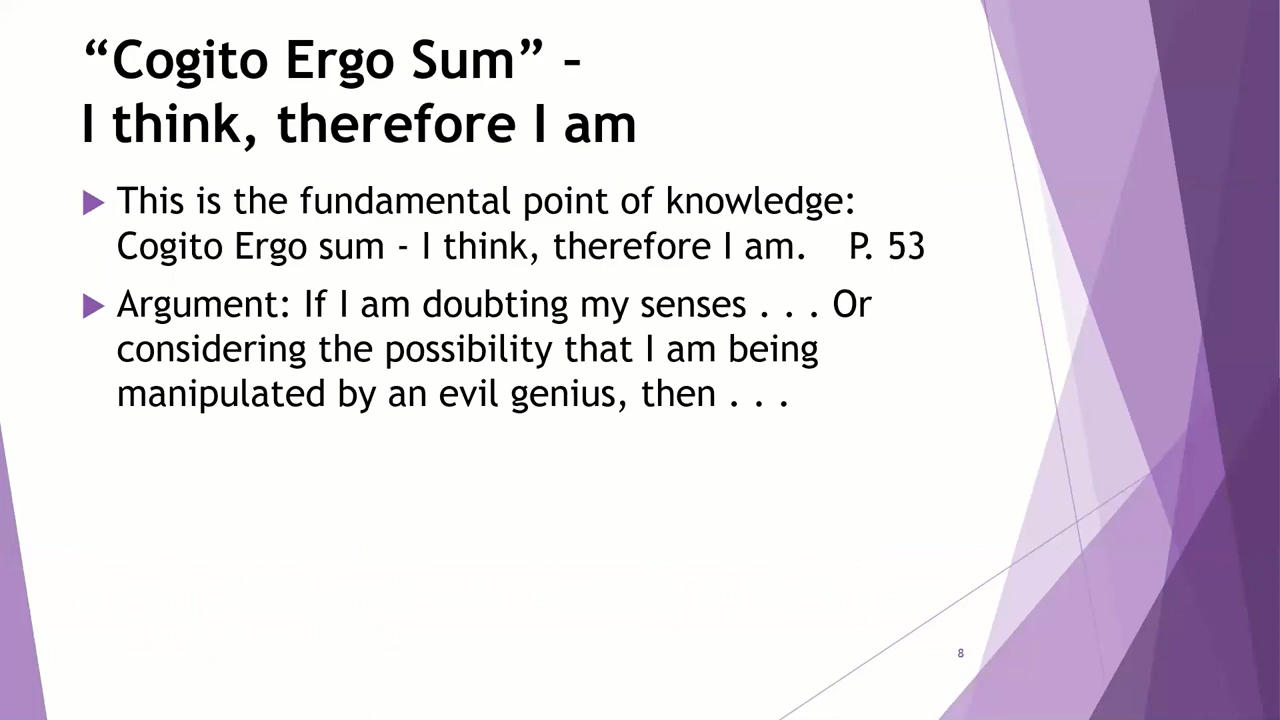 “Cogito Ergo Sum” –
I think, therefore I am
This is the fundamental point of knowledge:
Cogito Ergo sum - I think, therefore I am. P. 53
Argument: If I am doubting my senses . . . Or
considering the possibility that I am being
manipulated by an evil genius, then . . .
8